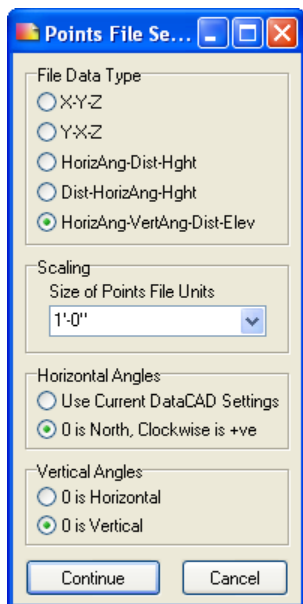 Points File Se...
File Data Type
X-Y-Z
Y-X-Z
HorizAng-Dist-Hght
Dist-HorizAng-Hght
HorizAng-VertAng-Dist-Elev
Scaling
Size of Points File Units
1'-0"
Horizontal Angles
Use Current DataCAD Settings
0 is North, Clockwise is +ve
Vertical Angles
0 is Horizontal
0 is Vertical
Continue Cancel